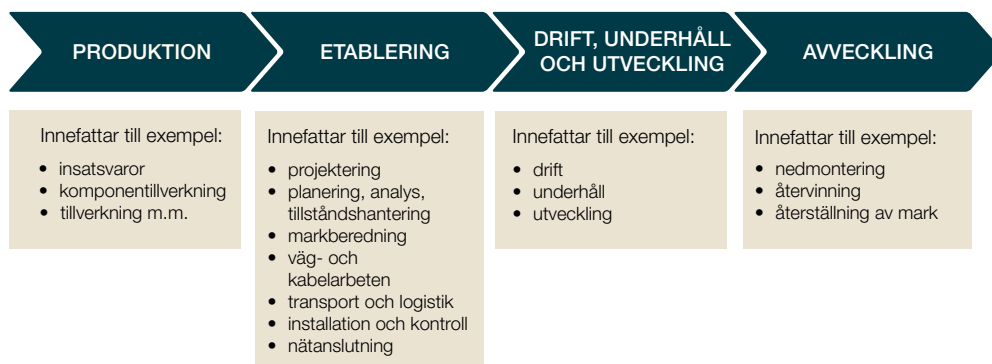 PRODUKTION
ETABLERING
DRIFT, UNDERHÅLL
OCH UTVECKLING
AVVECKLING
Innefattar till exempel:
• insatsvaror
• komponentillverkning
• tillverkning m.m.
Innefattar till exempel:
• projektering
• planering, analys,
tillståndshantering
• markberedning
• väg- och
kabelarbeten
• transport och logistik
• installation och kontroll
• nätanslutning
Innefattar till exempel:
• drift
• underhåll
• utveckling
Innefattar till exempel:
• nedmontering
• återvinning
• återställning av mark